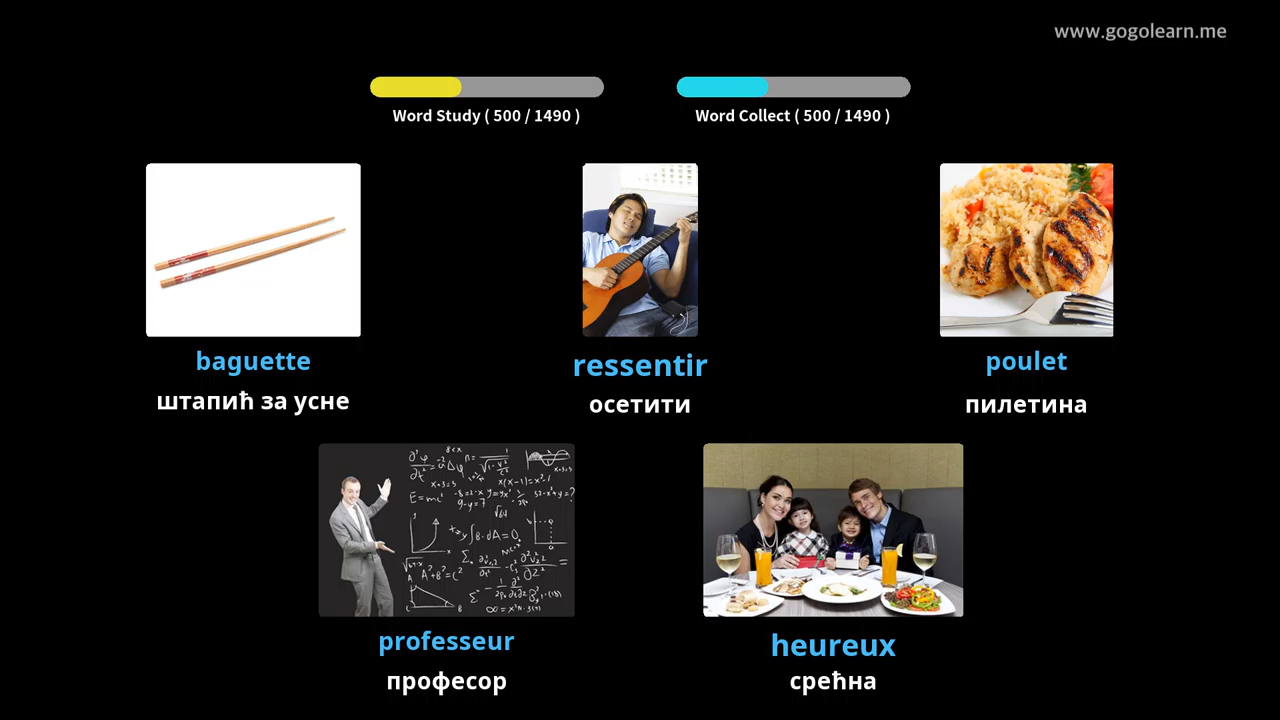 www.gogolearn.me
Word Study ( 500 / 1490 )
Word Collect ( 500 / 1490 )
baguette
штапић за усне
ressentir
осетити
poulet
пилетина
professeur
професор
heureux
срећна